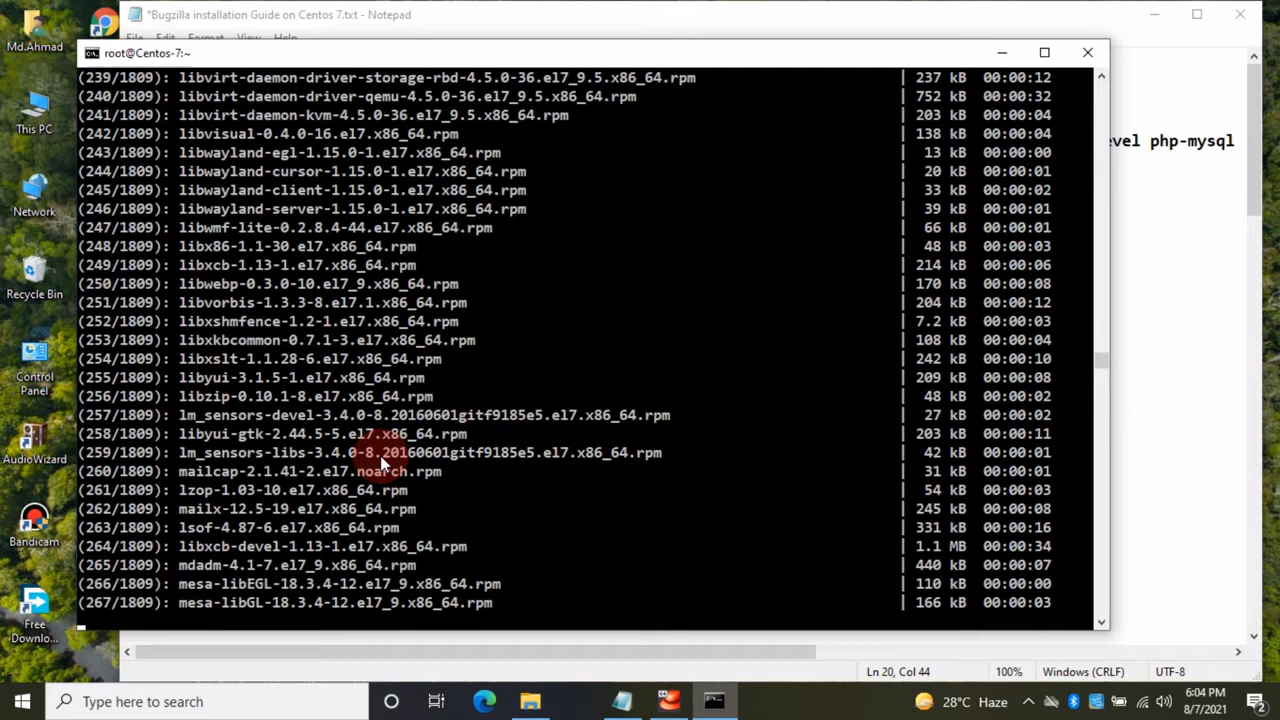 *Bugzilla installation Guide on Centos 7.txt - Notepad
File Edit Format View Help
root@Centos-7:~
(239/1809): libvirt-daemon-driver-storage-rbd-4.5.0-36.el7_9.5.x86_64.rpm | 237 kB 00:00:12
(240/1809): libvirt-daemon-driver-qemu-4.5.0-36.el7_9.5.x86_64.rpm | 752 kB 00:00:32
(241/1809): libvirt-daemon-kvm-4.5.0-36.el7_9.5.x86_64.rpm | 203 kB 00:00:04
(242/1809): libvisual-0.4.0-16.el7.x86_64.rpm | 138 kB 00:00:04
(243/1809): libwayland-egl-1.15.0-1.el7.x86_64.rpm | 13 kB 00:00:00
(244/1809): libwayland-cursor-1.15.0-1.el7.x86_64.rpm | 20 kB 00:00:01
(245/1809): libwayland-client-1.15.0-1.el7.x86_64.rpm | 33 kB 00:00:02
(246/1809): libwayland-server-1.15.0-1.el7.x86_64.rpm | 39 kB 00:00:01
(247/1809): libwmf-lite-0.2.8.4-44.el7.x86_64.rpm | 66 kB 00:00:01
(248/1809): libx86-1.1-30.el7.x86_64.rpm | 48 kB 00:00:03
(249/1809): libxcb-1.13-1.el7.x86_64.rpm | 214 kB 00:00:06
(250/1809): libwebp-0.3.0-10.el7_9.x86_64.rpm | 170 kB 00:00:08
(251/1809): libvorbis-1.3.3-8.el7.1.x86_64.rpm | 204 kB 00:00:12
(252/1809): libxshmfence-1.2-1.el7.x86_64.rpm | 7.2 kB 00:00:03
(253/1809): libxkbcommon-0.7.1-3.el7.x86_64.rpm | 108 kB 00:00:04
(254/1809): libxslt-1.1.28-6.el7.x86_64.rpm | 242 kB 00:00:10
(255/1809): libyui-3.1.5-1.el7.x86_64.rpm | 209 kB 00:00:08
(256/1809): libzip-0.10.1-8.el7.x86_64.rpm | 48 kB 00:00:02
(257/1809): lm_sensors-devel-3.4.0-8.20160601gitf9185e5.el7.x86_64.rpm | 27 kB 00:00:02
(258/1809): libyui-gtk-2.44.5-5.el7.x86_64.rpm | 203 kB 00:00:11
(259/1809): lm_sensors-libs-3.4.0-8.20160601gitf9185e5.el7.x86_64.rpm | 42 kB 00:00:01
(260/1809): mailcap-2.1.41-2.el7.noarch.rpm | 31 kB 00:00:01
(261/1809): lzop-1.03-10.el7.x86_64.rpm | 54 kB 00:00:03
(262/1809): mailx-12.5-19.el7.x86_64.rpm | 245 kB 00:00:08
(263/1809): lsof-4.87-6.el7.x86_64.rpm | 331 kB 00:00:16
(264/1809): libxcb-devel-1.13-1.el7.x86_64.rpm | 1.1 MB 00:00:34
(265/1809): mdadm-4.1-7.el7_9.x86_64.rpm | 440 kB 00:00:07
(266/1809): mesa-libEGL-18.3.4-12.el7_9.x86_64.rpm | 110 kB 00:00:00
(267/1809): mesa-libGL-18.3.4-12.el7_9.x86_64.rpm | 166 kB 00:00:03
evel php-mysql
Md.Ahmad
This PC
Network
Recycle Bin
Control
Panel
AudioWizard
Bandicam
Free
Downlo...
Ln 20, Col 44 100% Windows (CRLF) UTF-8
Type here to search
28°C Haze
6:04 PM
8/7/2021
2